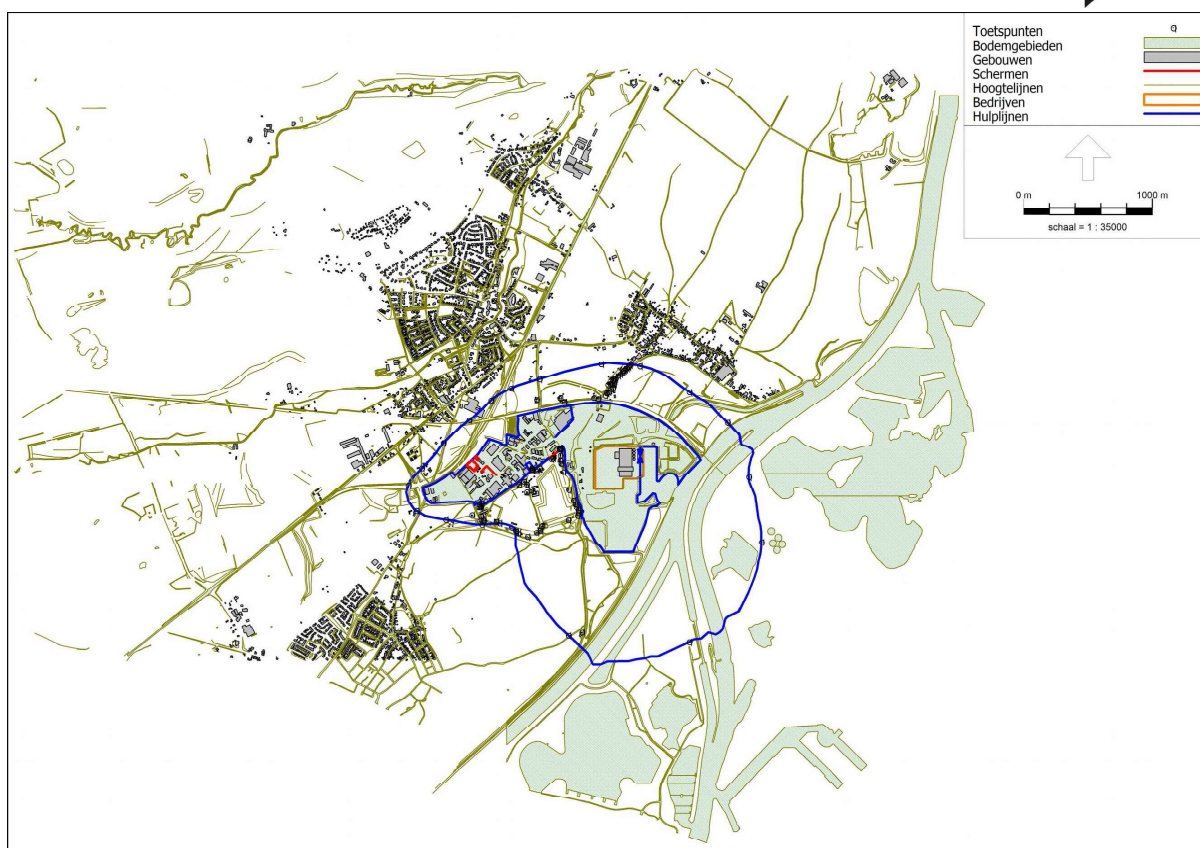 Toetspunten
Bodemgebieden
Gebouwen
Schermen
Hoogtelijnen
Bedrijven
Hulplijnen
0 m 1000 m
schaal = 1 : 35000